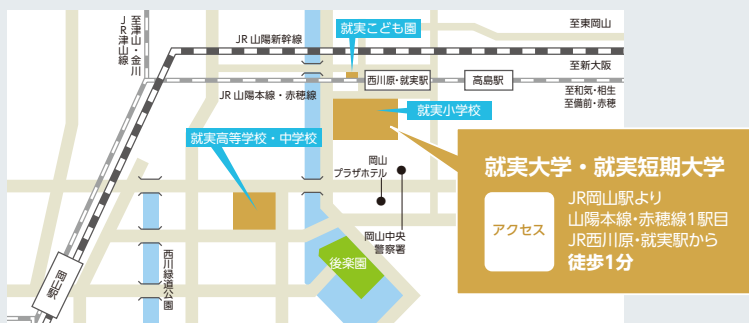 至津山・金川
JR津山線
JR山陽新幹線
就実こども園
至東岡山
至新大阪
西川原・就実駅
高島駅
JR山陽本線・赤穂線
至和気・相生
至備前・赤穂
就実小学校
就実高等学校・中学校
岡山
プラザホテル
岡山中央
警察署
後楽園
西川緑道公園
岡山駅
就実大学・就実短期大学
アクセス
JR岡山駅より
山陽本線・赤穂線1駅目
JR西川原・就実駅から
徒歩1分